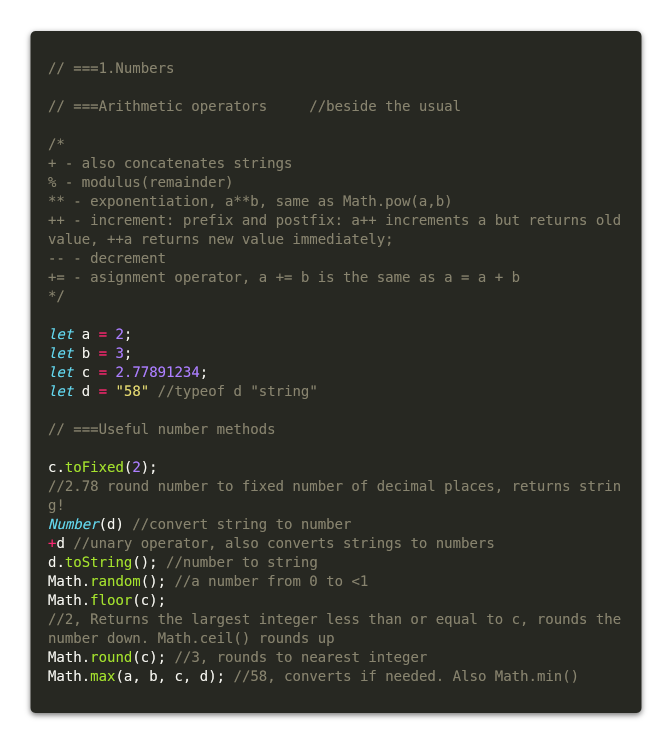 // ===1.Numbers
// ===Arithmetic operators     //beside the usual
/*
+ - also concatenates strings
% - modulus(remainder)
** - exponentiation, a**b, same as Math.pow(a,b)
++ - increment: prefix and postfix: a++ increments a but returns old
value, ++a returns new value immediately;
-- - decrement
+= - asignment operator, a += b is the same as a = a + b
*/
let a = 2;
let b = 3;
let c = 2.77891234;
let d = "58" //typeof d "string"
// ===Useful number methods
c.toFixed(2);
//2.78 round number to fixed number of decimal places, returns strin
g!
Number(d) //convert string to number
+d //unary operator, also converts strings to numbers
d.toString(); //number to string
Math.random(); //a number from 0 to <1
Math.floor(c);
//2, Returns the largest integer less than or equal to c, rounds the
number down. Math.ceil() rounds up
Math.round(c); //3, rounds to nearest integer
Math.max(a, b, c, d); //58, converts if needed. Also Math.min()